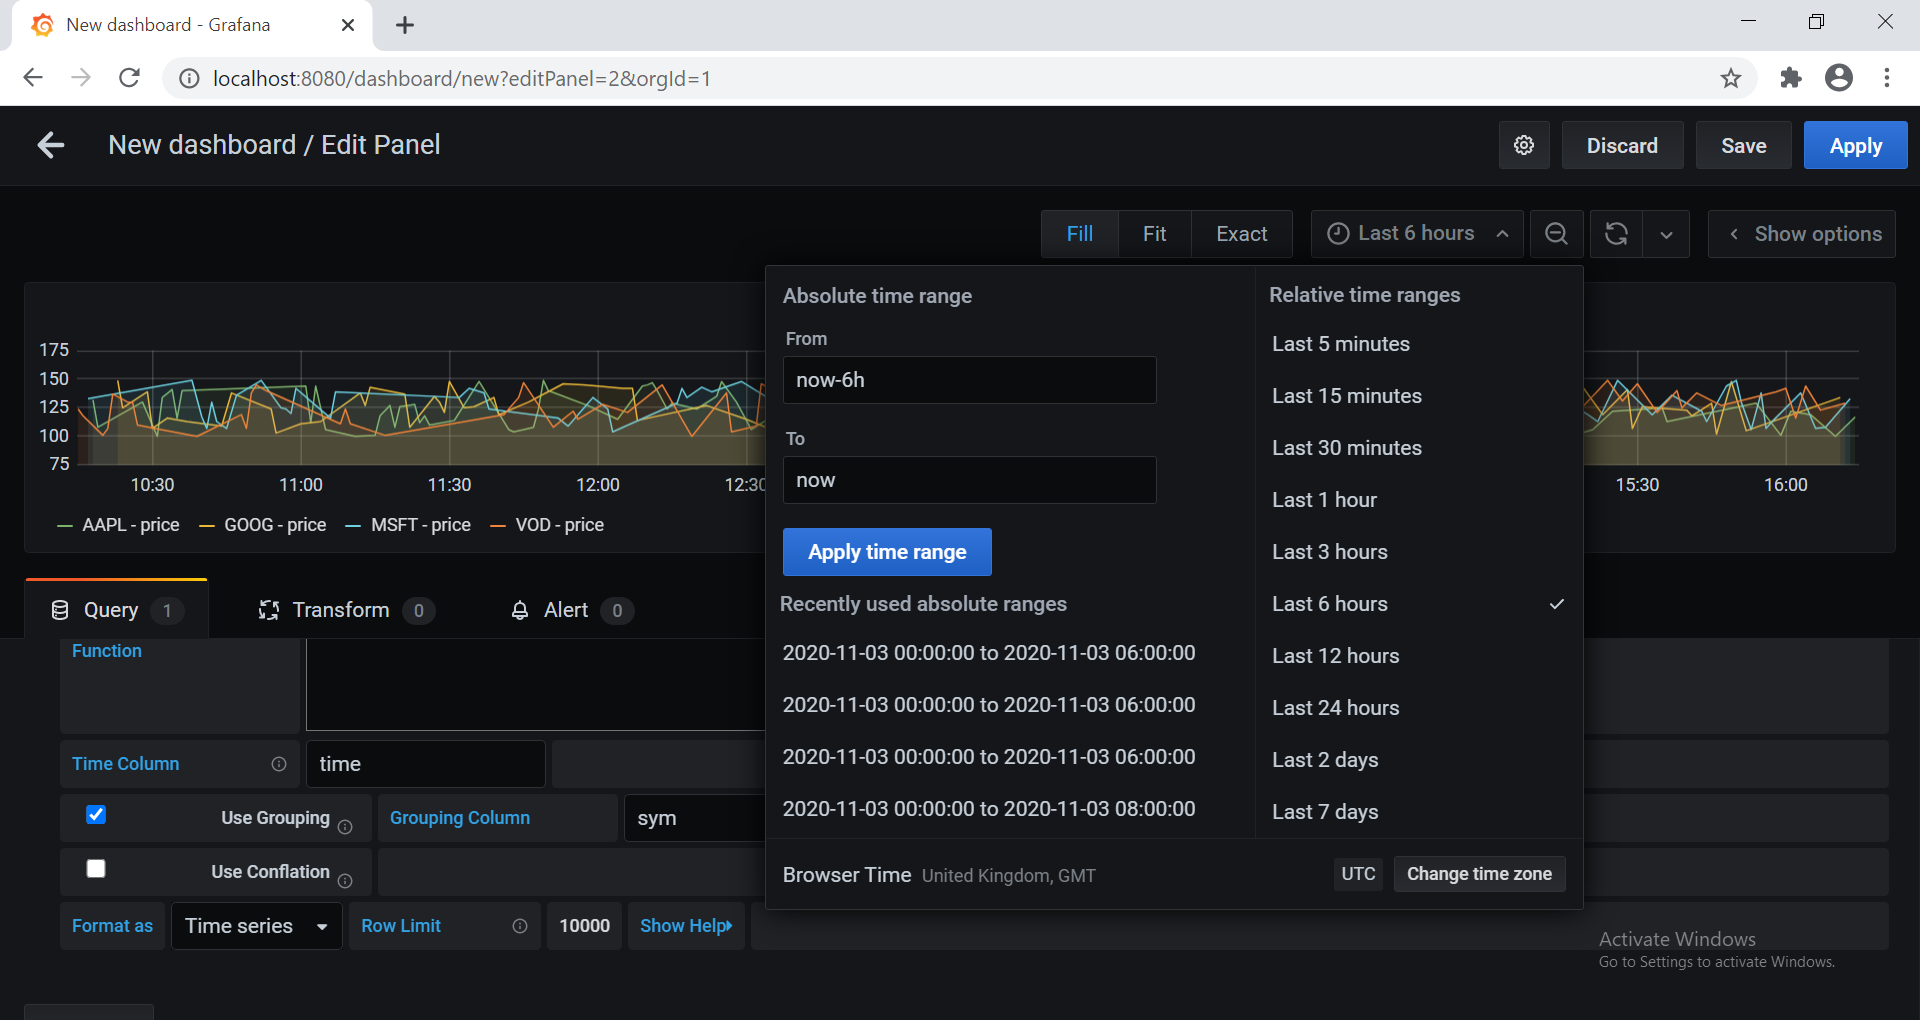 New dashboard - Grafana
localhost:8080/dashboard/new?editPanel=2&orgId=1
New dashboard / Edit Panel
Discard
Save
Apply
Fill
Fit
Exact
Last 6 hours
Show options
175
150
125
100
75
10:30
11:00
11:30
12:00
12:30
15:30
16:00
AAPL - price
GOOG - price
MSFT - price
VOD - price
Absolute time range
From
now-6h
To
now
Apply time range
Recently used absolute ranges
2020-11-03 00:00:00 to 2020-11-03 06:00:00
2020-11-03 00:00:00 to 2020-11-03 06:00:00
2020-11-03 00:00:00 to 2020-11-03 06:00:00
2020-11-03 00:00:00 to 2020-11-03 08:00:00
Relative time ranges
Last 5 minutes
Last 15 minutes
Last 30 minutes
Last 1 hour
Last 3 hours
Last 6 hours
Last 12 hours
Last 24 hours
Last 2 days
Last 7 days
Browser Time United Kingdom, GMT
UTC
Change time zone
Query 1
Transform 0
Alert 0
Function
Time Column
time
Use Grouping
Grouping Column
sym
Use Conflation
Format as
Time series
Row Limit
10000
Show Help
Activate Windows
Go to Settings to activate Windows.